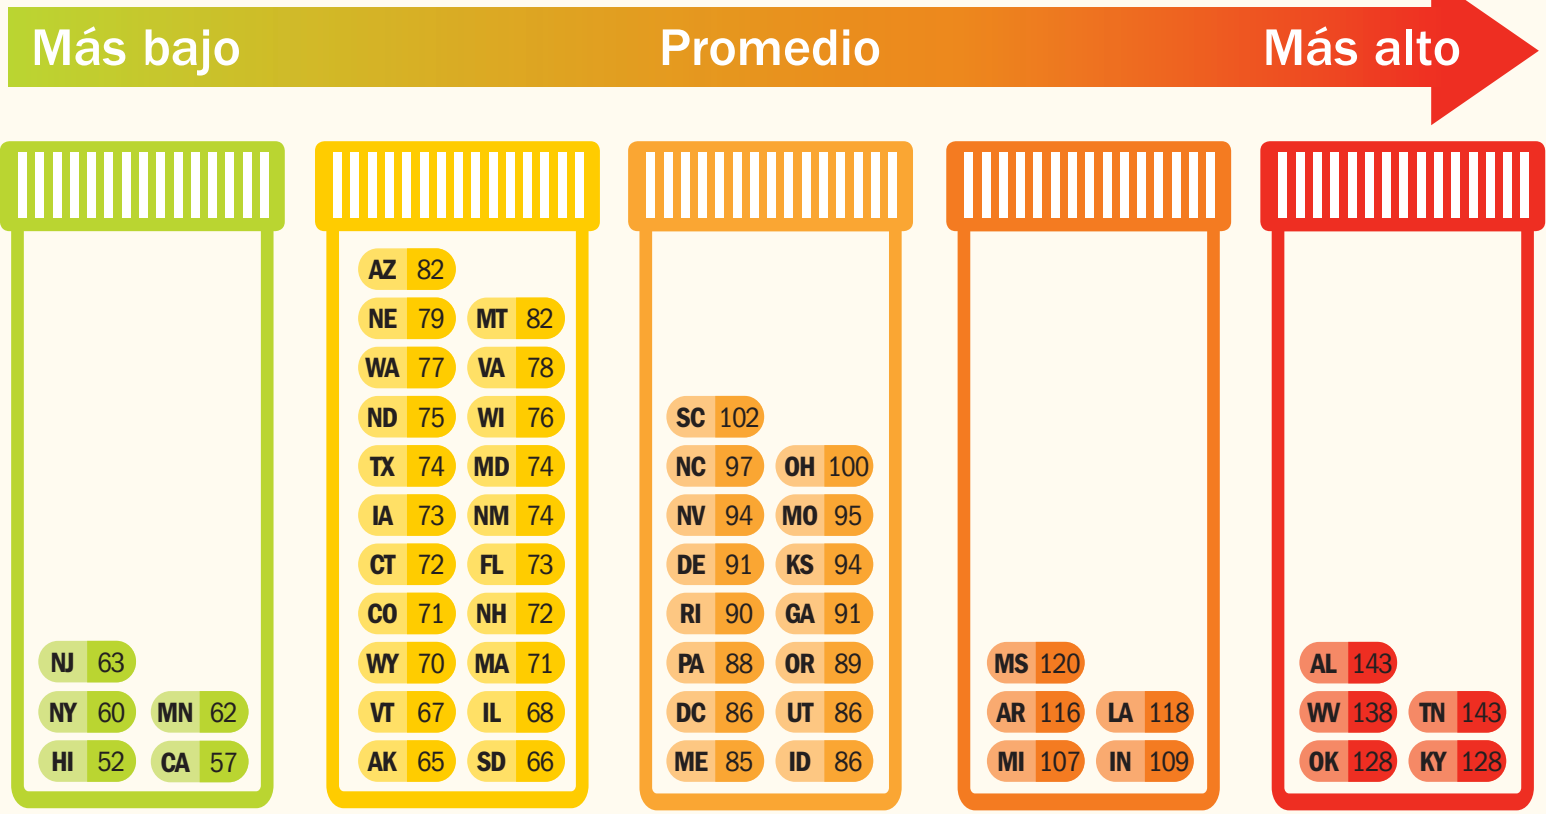 Más bajo Promedio Más alto
NJ 63
NY 60 MN 62
HI 52 CA 57
AZ 82
NE 79 MT 82
WA 77 VA 78
ND 75 WI 76
TX 74 MD 74
IA 73 NM 74
CT 72 FL 73
CO 71 NH 72
WY 70 MA 71
VT 67 IL 68
AK 65 SD 66
SC 102
NC 97 OH 100
NV 94 MO 95
DE 91 KS 94
RI 90 GA 91
PA 88 OR 89
DC 86 UT 86
ME 85 ID 86
MS 120
AR 116 LA 118
MI 107 IN 109
AL 143
WV 138 TN 143
OK 128 KY 128